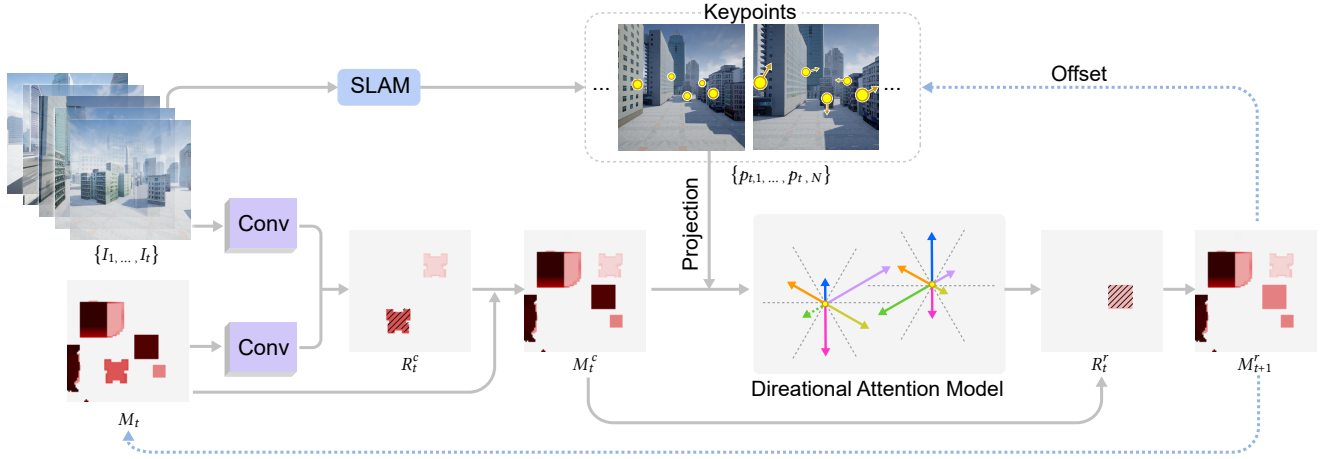 Keypoints
SLAM
Offset
...
...
{p_{t,1}, ... , p_{t,N}}
{I_1, ... , I_t}
Conv
Projection
Conv
R_t^c
M_t^c
Direational Attention Model
R_t^r
M_{t+1}^r
M_t